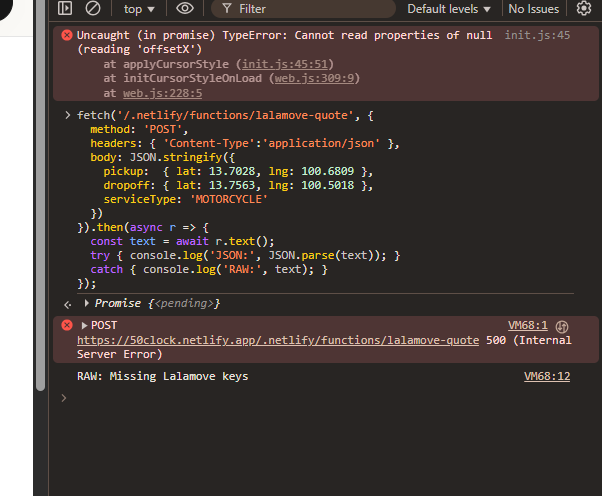 top ▼ Filter Default levels ▼ No Issues
Uncaught (in promise) TypeError: Cannot read properties of null init.js:45
(reading 'offsetX')
at applyCursorStyle (init.js:45:51)
at initCursorStyleOnLoad (web.js:309:9)
at web.js:228:5
fetch('/.netlify/functions/lalamove-quote', {
method: 'POST',
headers: { 'Content-Type':'application/json' },
body: JSON.stringify({
pickup: { lat: 13.7028, lng: 100.6809 },
dropoff: { lat: 13.7563, lng: 100.5018 },
serviceType: 'MOTORCYCLE'
})
}).then(async r => {
const text = await r.text();
try { console.log('JSON:', JSON.parse(text)); }
catch { console.log('RAW:', text); }
});
Promise {<pending>}
POST VM68:1
https://50clock.netlify.app/.netlify/functions/lalamove-quote 500 (Internal
Server Error)
RAW: Missing Lalamove keys VM68:12